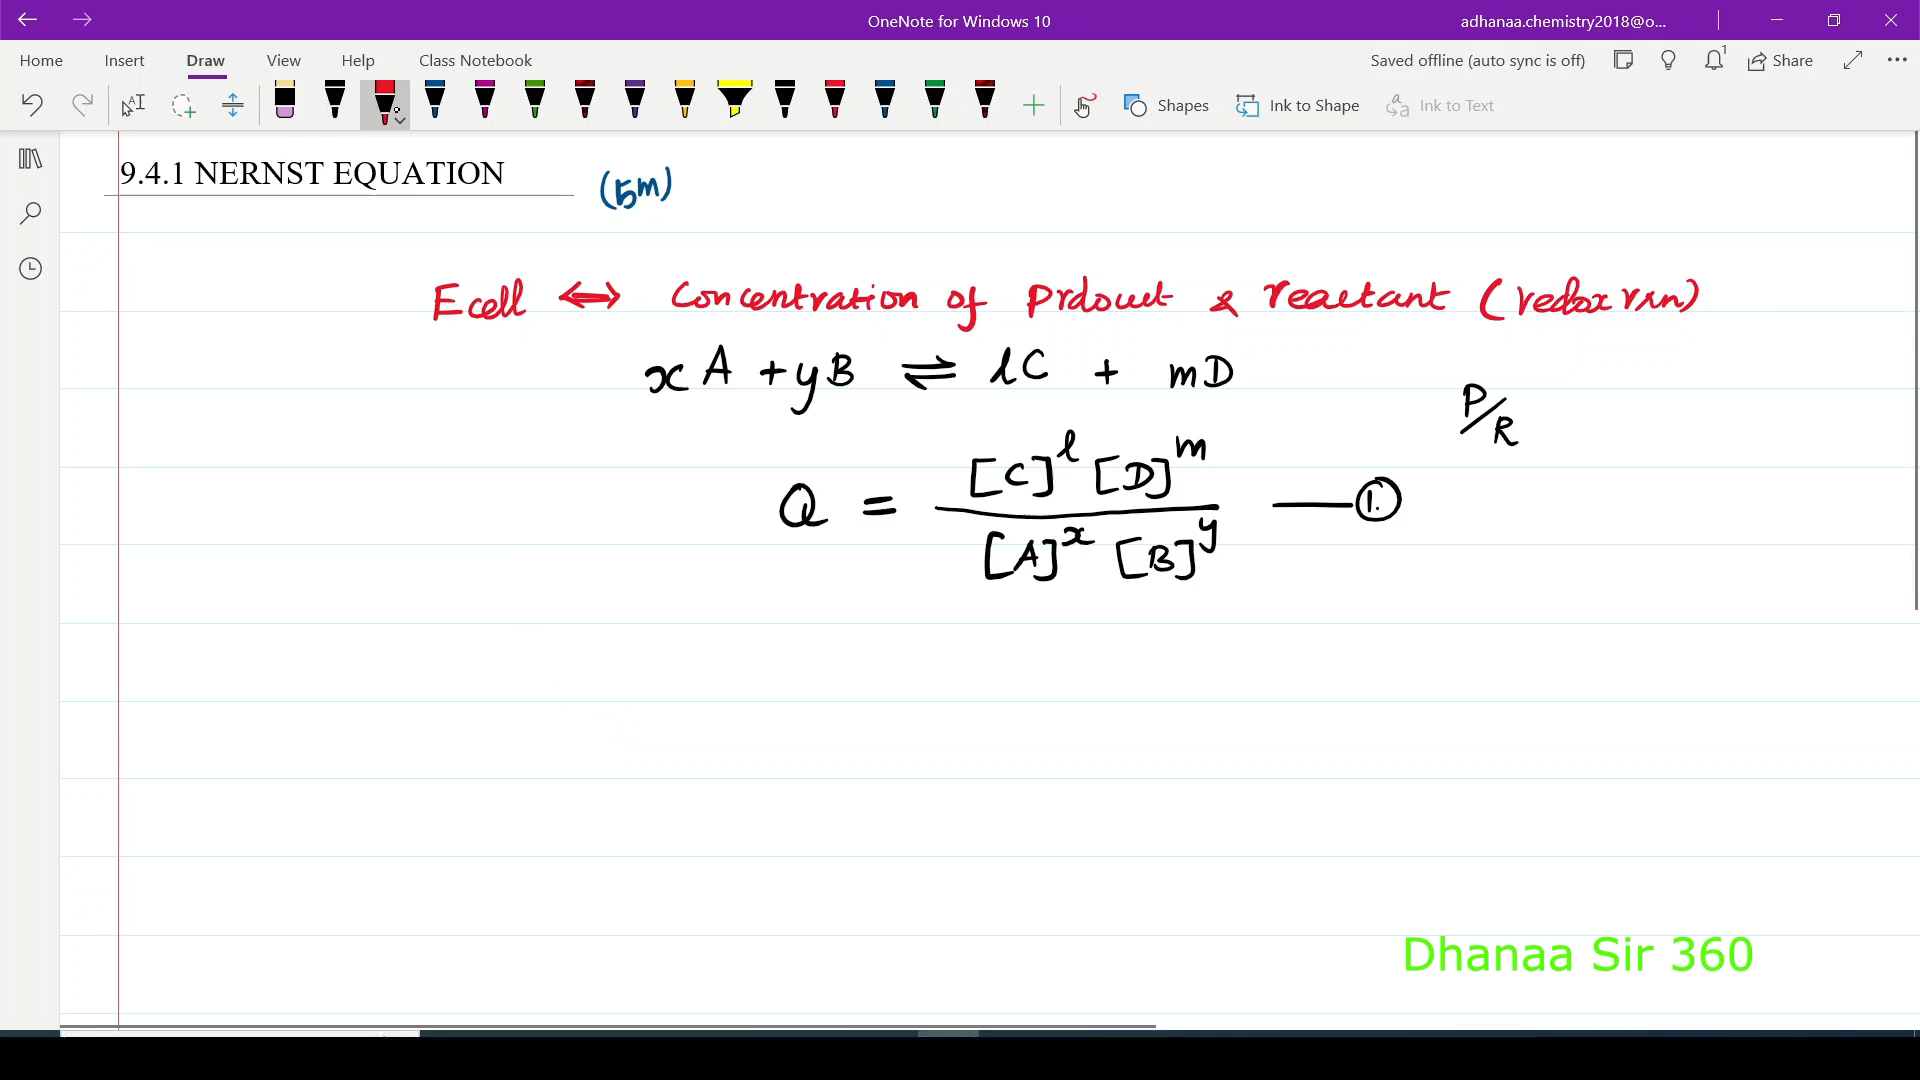 OneNote for Windows 10
adhanaa.chemistry2018@o...
Home Insert Draw View Help Class Notebook
Saved offline (auto sync is off) 1 Share
Shapes Ink to Shape Ink to Text
9.4.1 NERNST EQUATION (5m)
Ecell ⟷ Concentration of Prdouct & reactant (redox rxn)
xA + yB ⇌ lC + mD
P/R
Q = [C]^l [D]^m / [A]^x [B]^y —— ①.
Dhanaa Sir 360